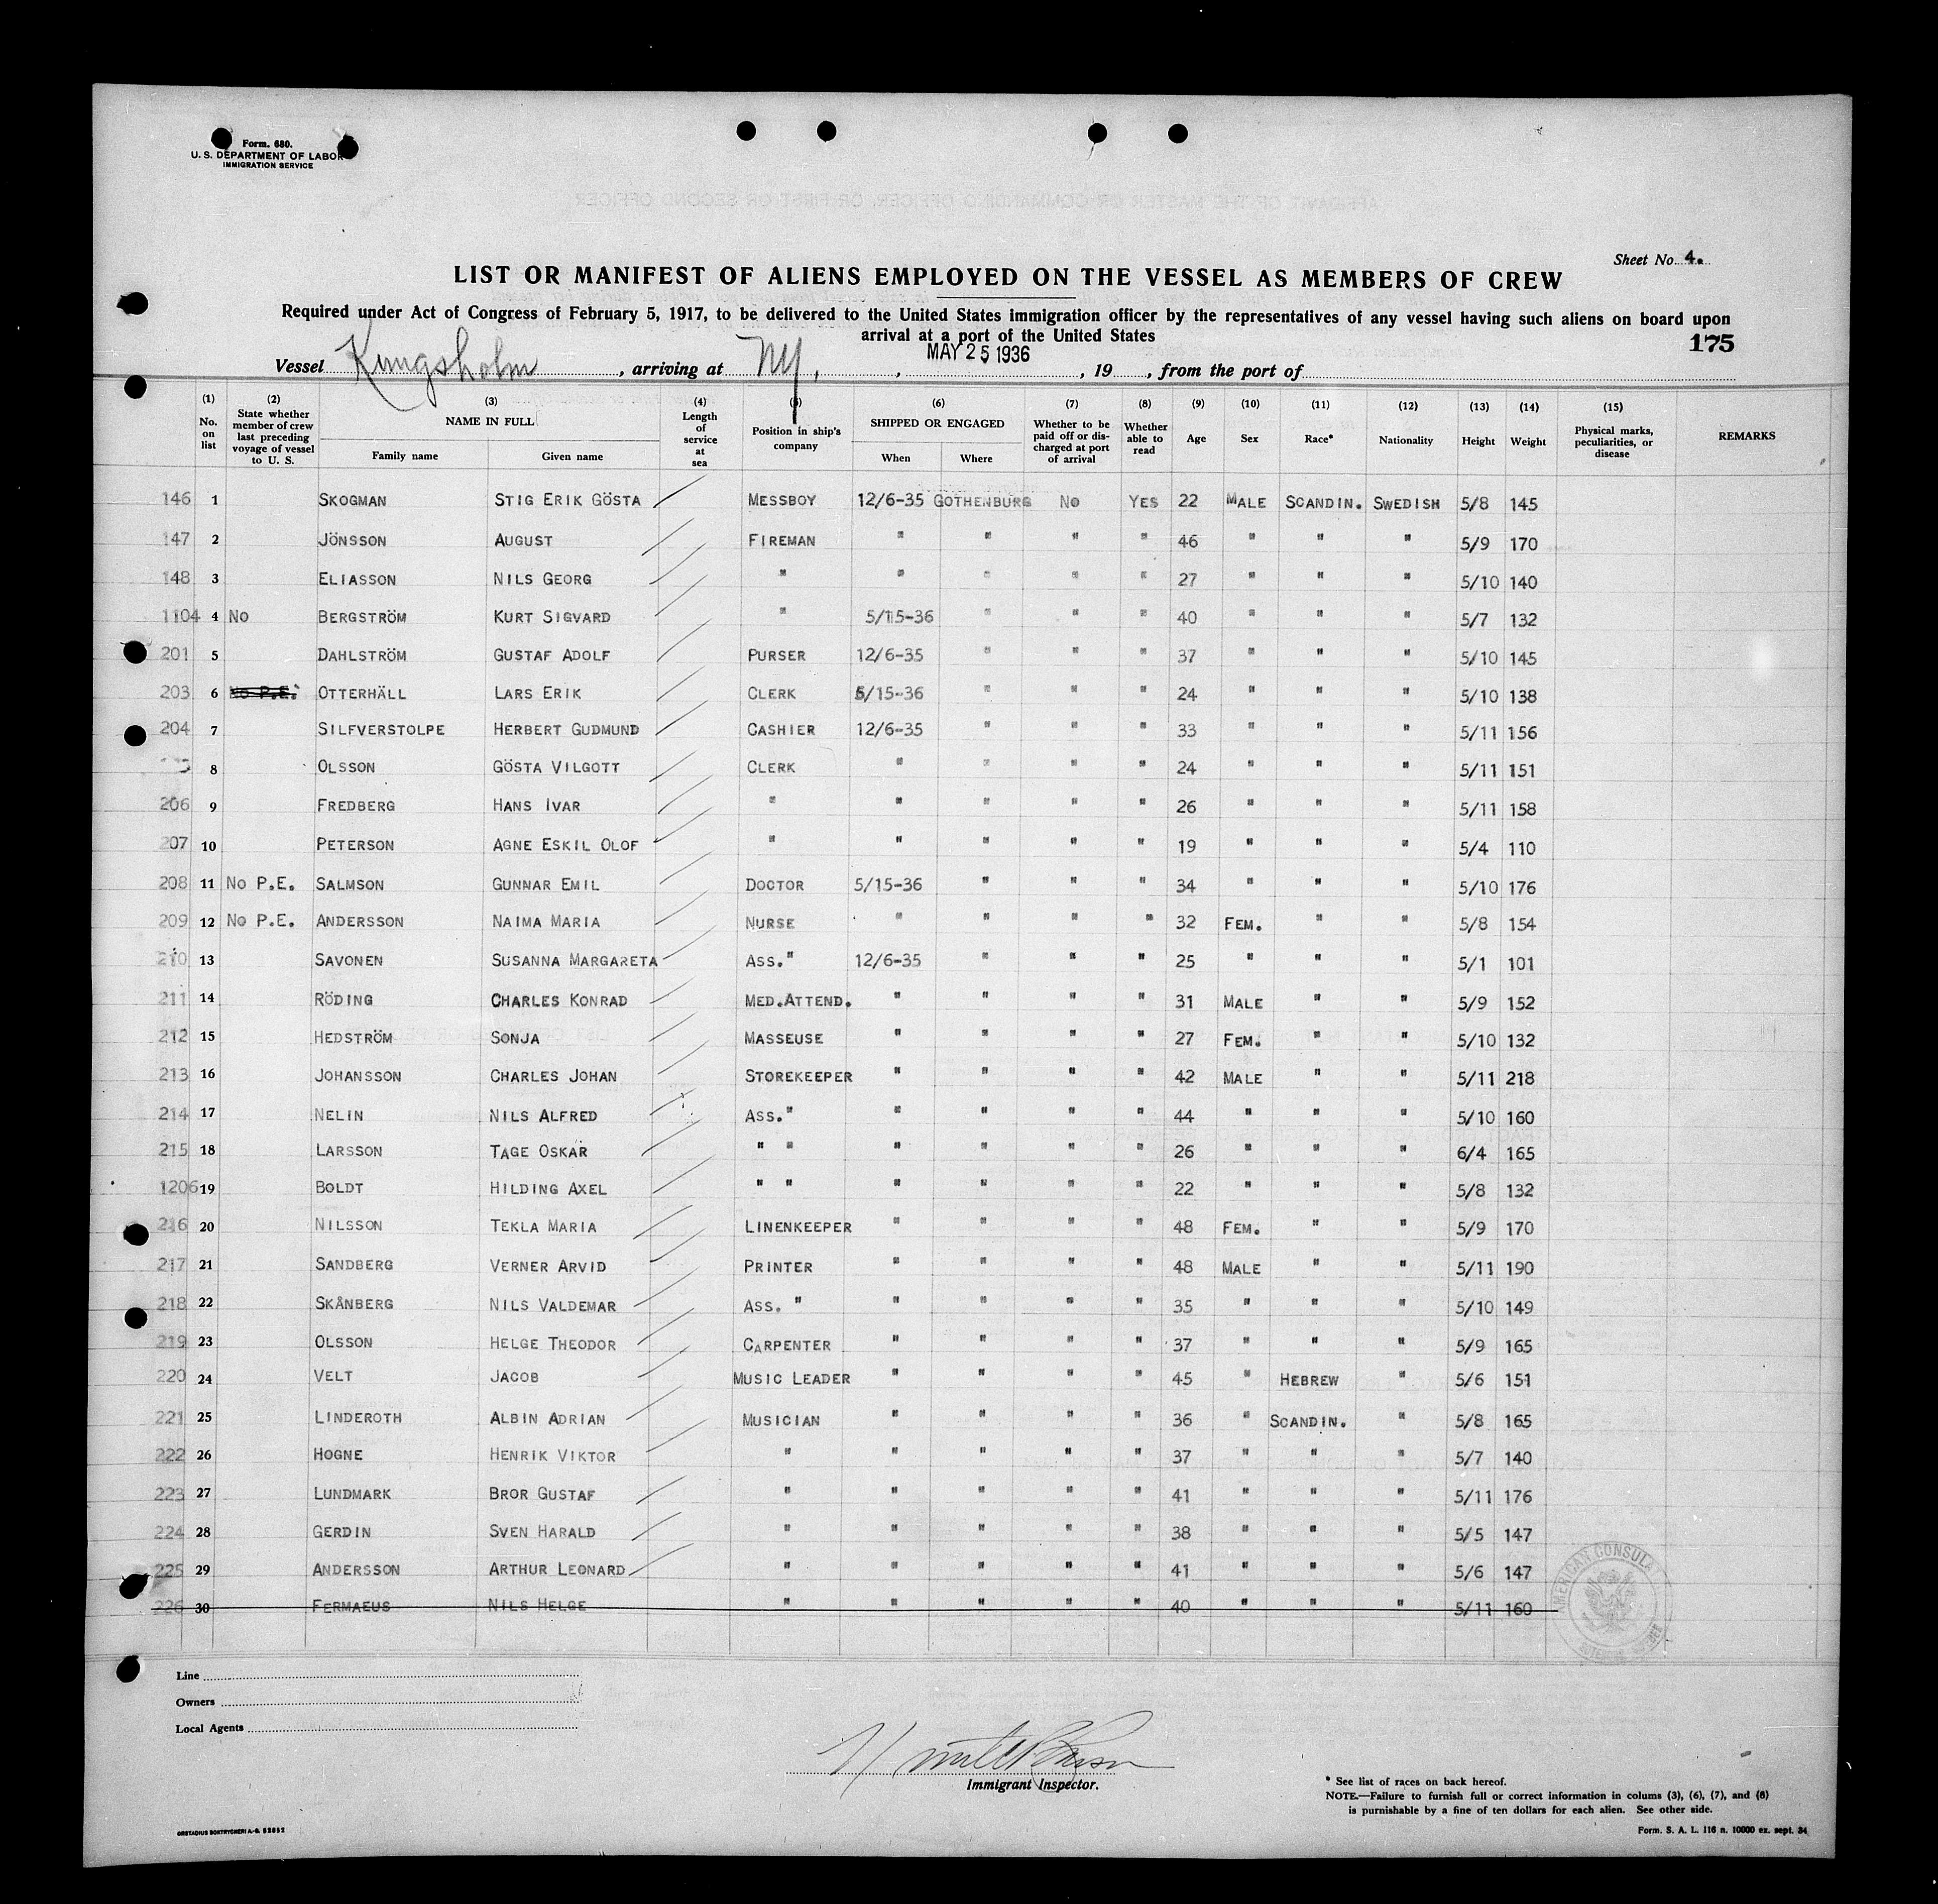 Form. 680.
U. S. DEPARTMENT OF LABOR
IMMIGRATION SERVICE
Sheet No. 4.
LIST OR MANIFEST OF ALIENS EMPLOYED ON THE VESSEL AS MEMBERS OF CREW
Required under Act of Congress of February 5, 1917, to be delivered to the United States immigration officer by the representatives of any vessel having such aliens on board upon
arrival at a port of the United States
175
Vessel Kungsholm, arriving at NY, MAY 25 1936, 19, from the port of
(1) No. on list (2) State whether member of crew last preceding voyage of vessel to U. S. (3) NAME IN FULL Family name Given name (4) Length of service at sea (5) Position in ship's company (6) SHIPPED OR ENGAGED When Where (7) Whether to be paid off or discharged at port of arrival (8) Whether able to read (9) Age (10) Sex (11) Race* (12) Nationality (13) Height (14) Weight (15) Physical marks, peculiarities, or disease REMARKS
146 1 SKOGMAN STIG ERIK GÖSTA MESSBOY 12/6-35 GOTHENBURG NO YES 22 MALE SCANDIN. SWEDISH 5/8 145
147 2 JÖNSSON AUGUST FIREMAN " " " " 46 " " " 5/9 170
148 3 ELIASSON NILS GEORG " " " " " 27 " " " 5/10 140
1104 4 NO BERGSTRÖM KURT SIGVARD " 5/15-36 " " " 40 " " " 5/7 132
201 5 DAHLSTRÖM GUSTAF ADOLF PURSER 12/6-35 " " " 37 " " " 5/10 145
203 6 NO P.E. OTTERHÄLL LARS ERIK CLERK 5/15-36 " " " 24 " " " 5/10 138
204 7 SILFVERSTOLPE HERBERT GUDMUND CASHIER 12/6-35 " " " 33 " " " 5/11 156
8 OLSSON GÖSTA VILGOTT CLERK " " " " 24 " " " 5/11 151
206 9 FREDBERG HANS IVAR " " " " " 26 " " " 5/11 158
207 10 PETERSON AGNE ESKIL OLOF " " " " " 19 " " " 5/4 110
208 11 NO P.E. SALMSON GUNNAR EMIL DOCTOR 5/15-36 " " " 34 " " " 5/10 176
209 12 NO P.E. ANDERSSON NAIMA MARIA NURSE " " " " 32 FEM. " " 5/8 154
210 13 SAVONEN SUSANNA MARGARETA ASS." 12/6-35 " " " 25 " " " 5/1 101
211 14 RÖDING CHARLES KONRAD MED.ATTEND. " " " " 31 MALE " " 5/9 152
212 15 HEDSTRÖM SONJA MASSEUSE " " " " 27 FEM. " " 5/10 132
213 16 JOHANSSON CHARLES JOHAN STOREKEEPER " " " " 42 MALE " " 5/11 218
214 17 NELIN NILS ALFRED ASS." " " " " 44 " " " 5/10 160
215 18 LARSSON TAGE OSKAR " " " " " " 26 " " " 6/4 165
1206 19 BOLDT HILDING AXEL " " " " " " 22 " " " 5/8 132
216 20 NILSSON TEKLA MARIA LINENKEEPER " " " " 48 FEM. " " 5/9 170
217 21 SANDBERG VERNER ARVID PRINTER " " " " 48 MALE " " 5/11 190
218 22 SKÅNBERG NILS VALDEMAR ASS. " " " " " 35 " " " 5/10 149
219 23 OLSSON HELGE THEODOR CARPENTER " " " " 37 " " " 5/9 165
220 24 VELT JACOB MUSIC LEADER " " " " 45 " HEBREW " 5/6 151
221 25 LINDEROTH ALBIN ADRIAN MUSICIAN " " " " 36 " SCANDIN. " 5/8 165
222 26 HOGNE HENRIK VIKTOR " " " " " 37 " " " 5/7 140
223 27 LUNDMARK BROR GUSTAF " " " " " 41 " " " 5/11 176
224 28 GERDIN SVEN HARALD " " " " " 38 " " " 5/5 147
225 29 ANDERSSON ARTHUR LEONARD " " " " " 41 " " " 5/6 147
226 30 FERMAEUS NILS HELGE " " " " " 40 " " " 5/11 160
AMERICAN CONSULA
Line
Owners
Local Agents
Immigrant Inspector.
* See list of races on back hereof.
NOTE.—Failure to furnish full or correct information in colums (3), (6), (7), and (8)
is purnishable by a fine of ten dollars for each alien. See other side.
ORSTADIUS BOKTRYCKERI A.-B. 52552
Form. S. A. L. 116 n. 10000 ex. sept. 34